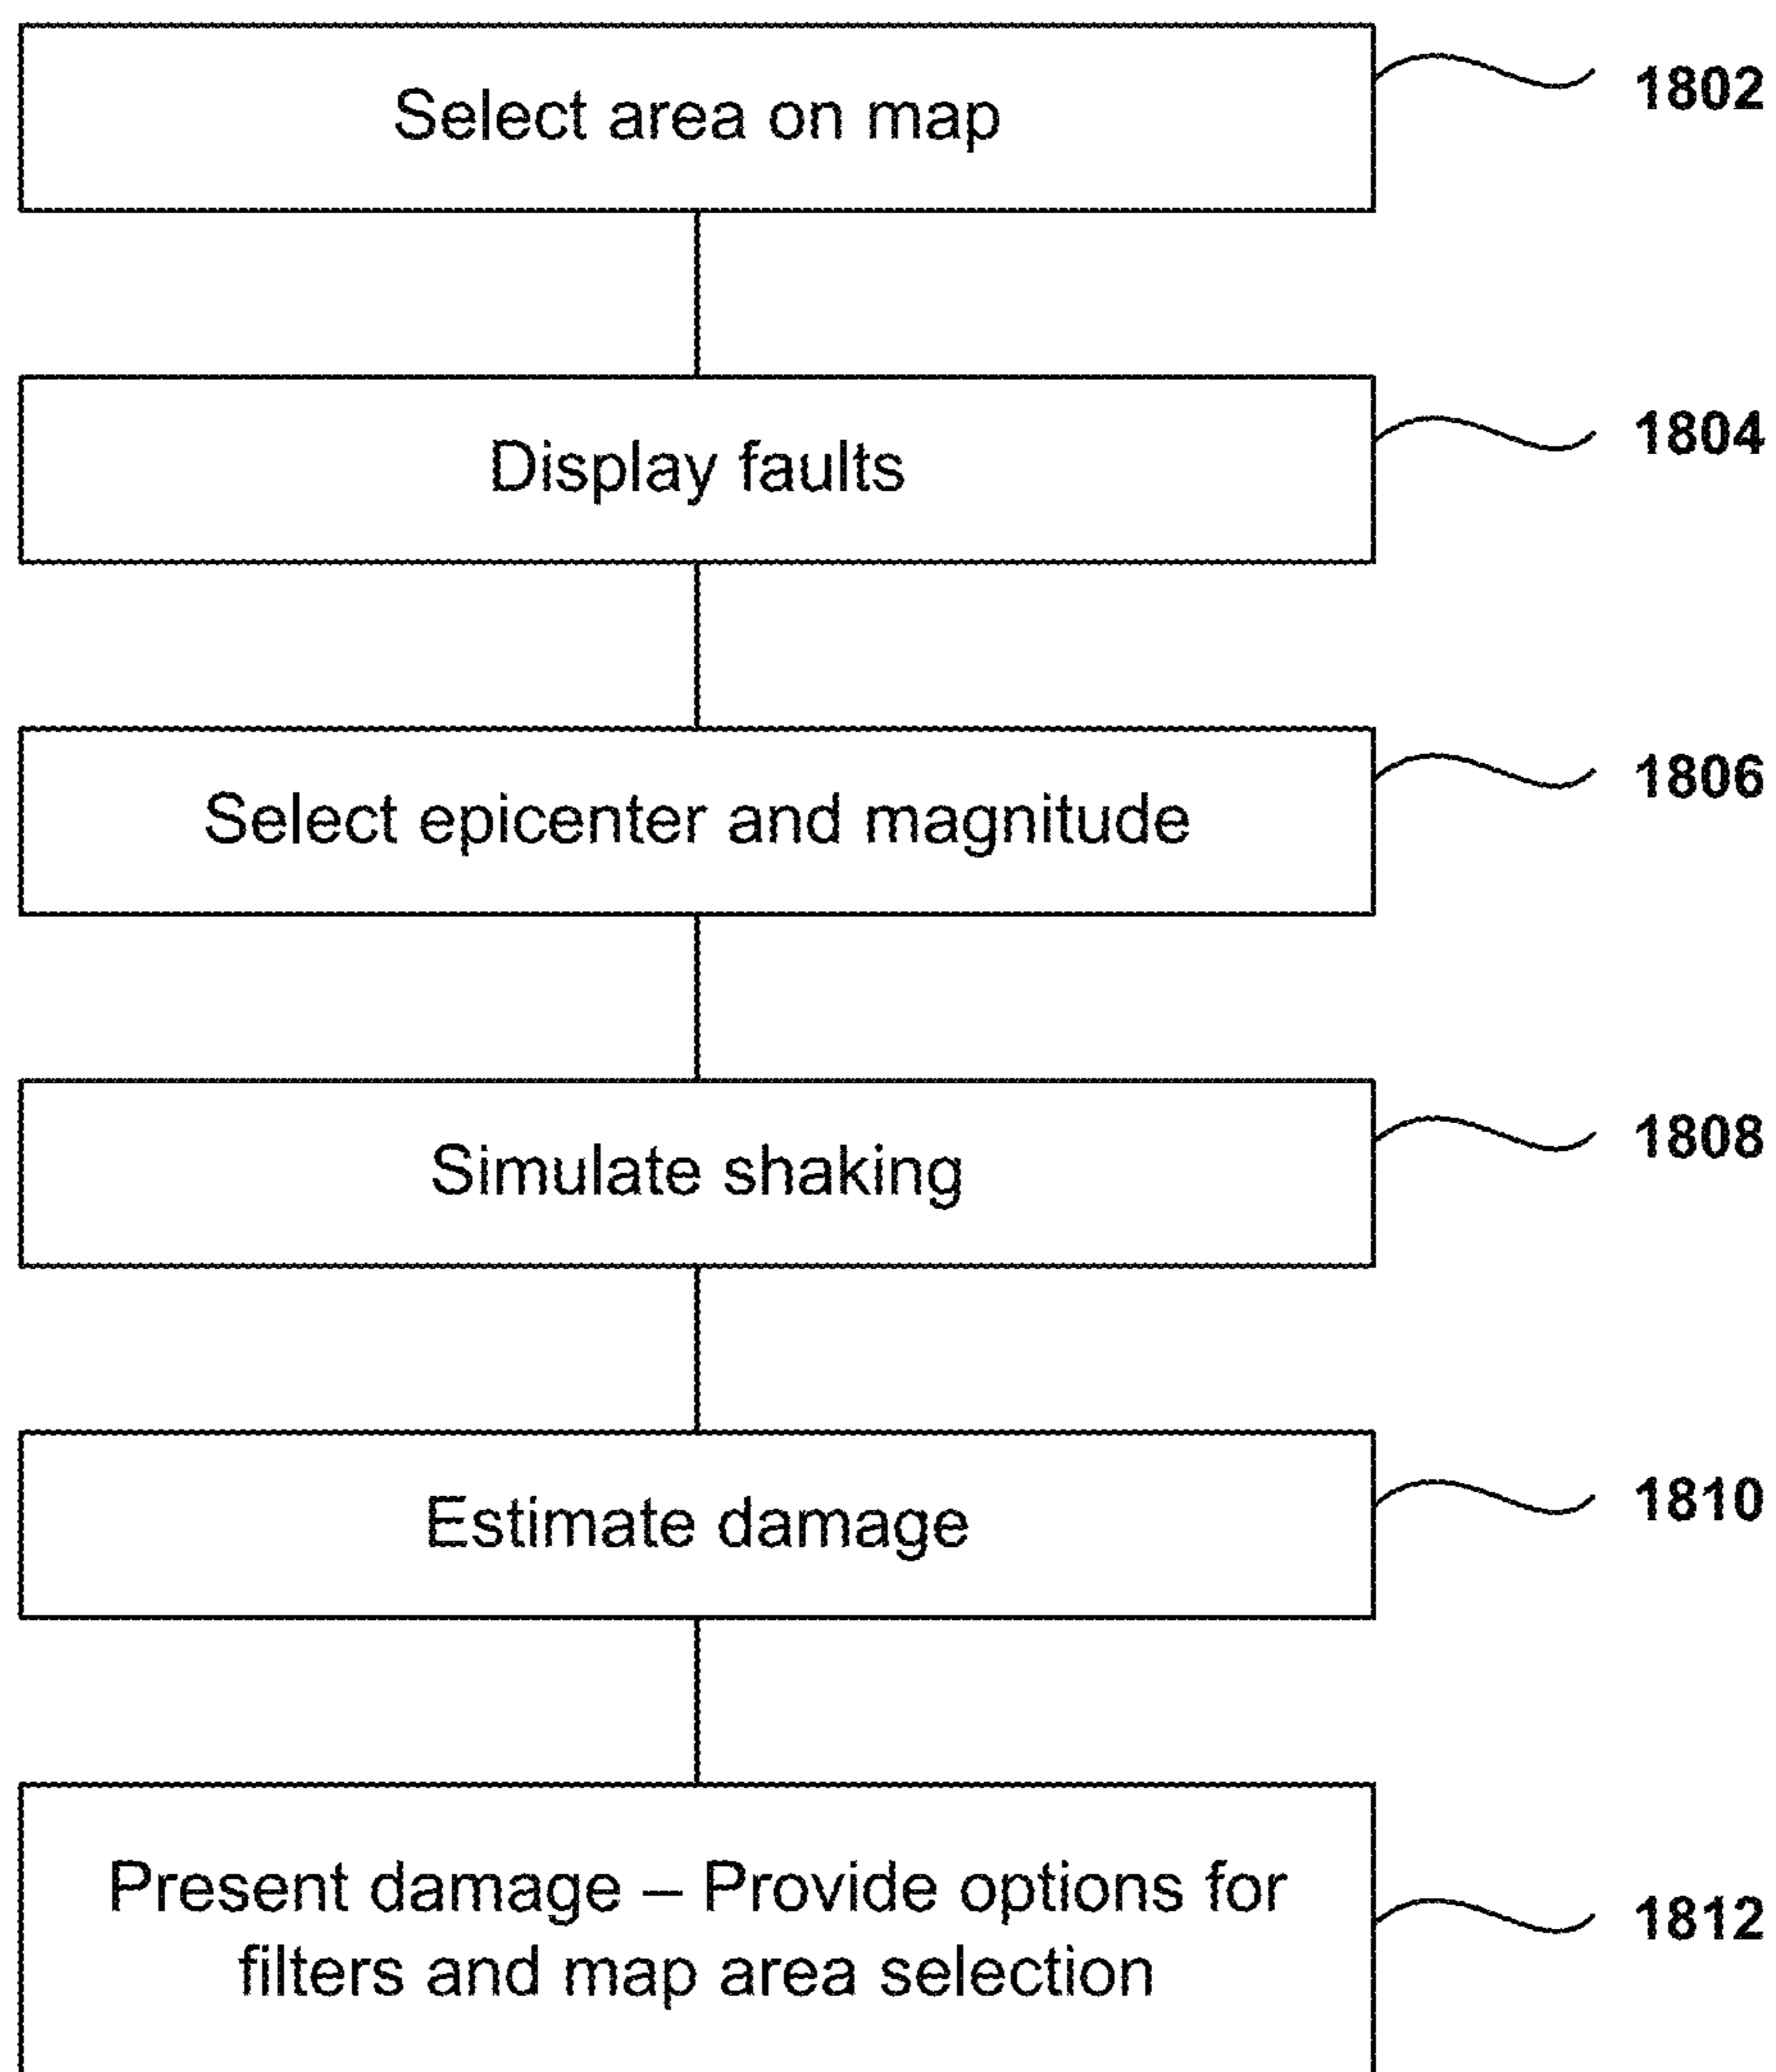 Select area on map
1802
Display faults
1804
Select epicenter and magnitude
1806
Simulate shaking
1808
Estimate damage
1810
Present damage – Provide options for
filters and map area selection
1812